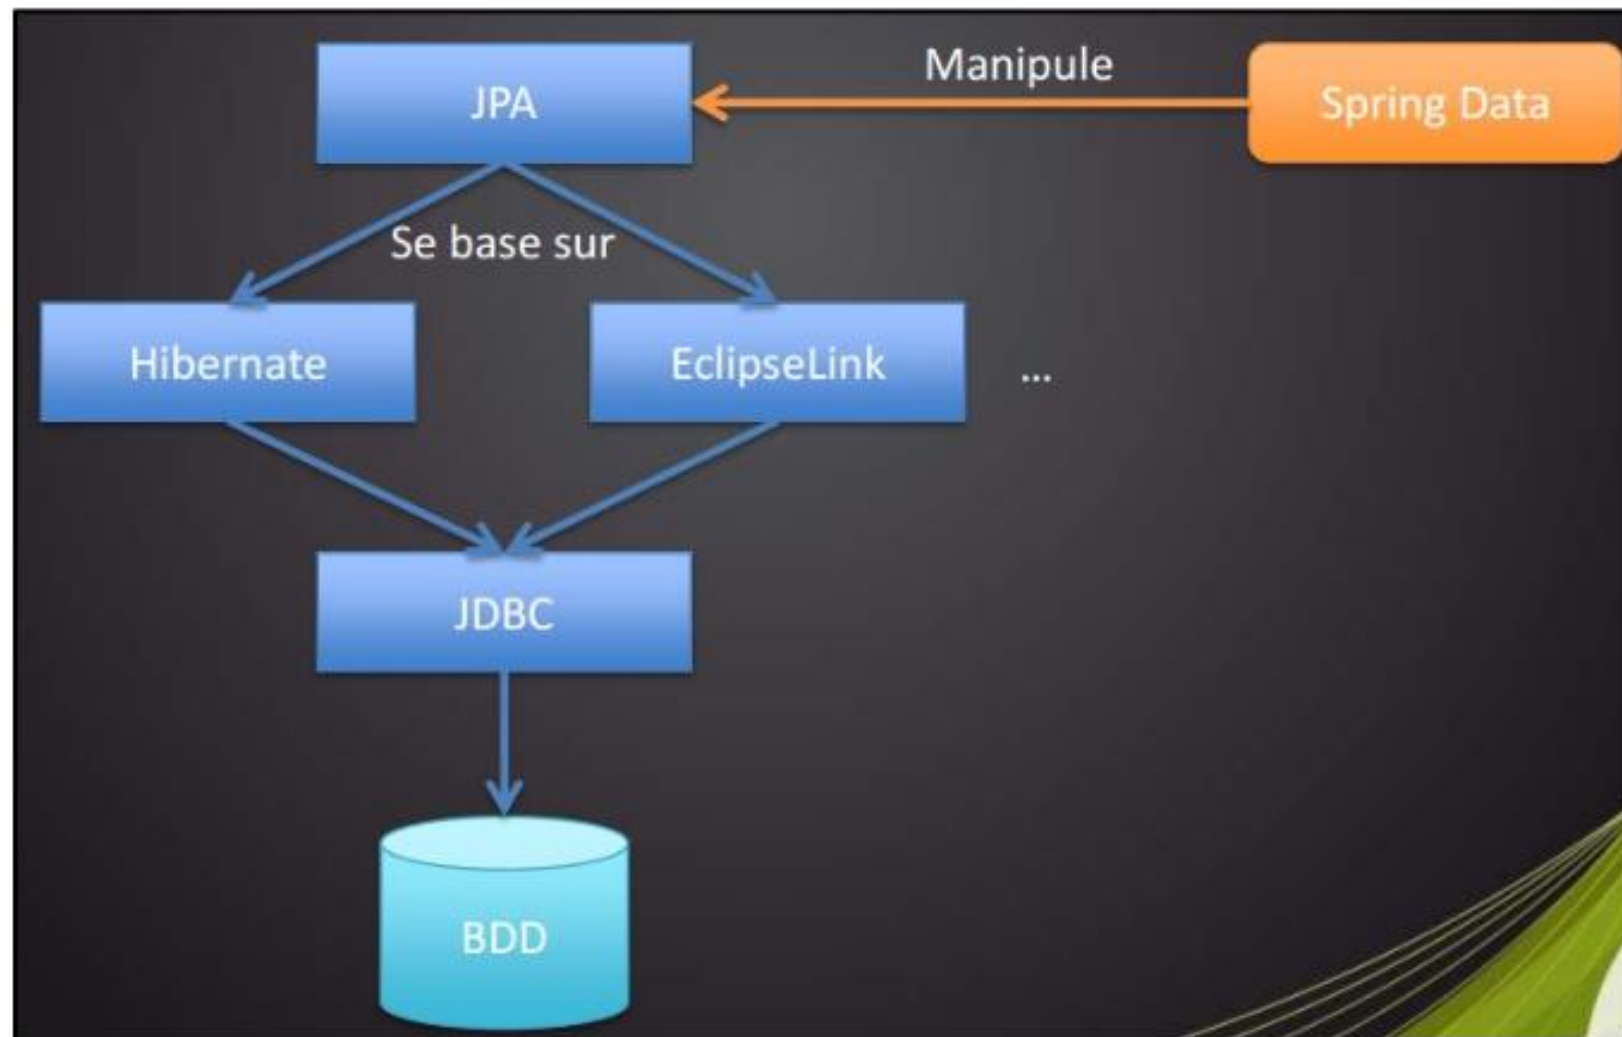 JPA
Manipule
Spring Data
Se base sur
Hibernate
EclipseLink
...
JDBC
BDD